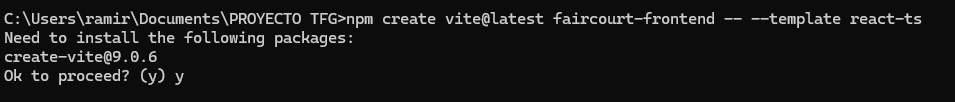 C:\Users\ramir\Documents\PROYECTO TFG>npm create vite@latest faircourt-frontend -- --template react-ts
Need to install the following packages:
create-vite@9.0.6
Ok to proceed? (y) y